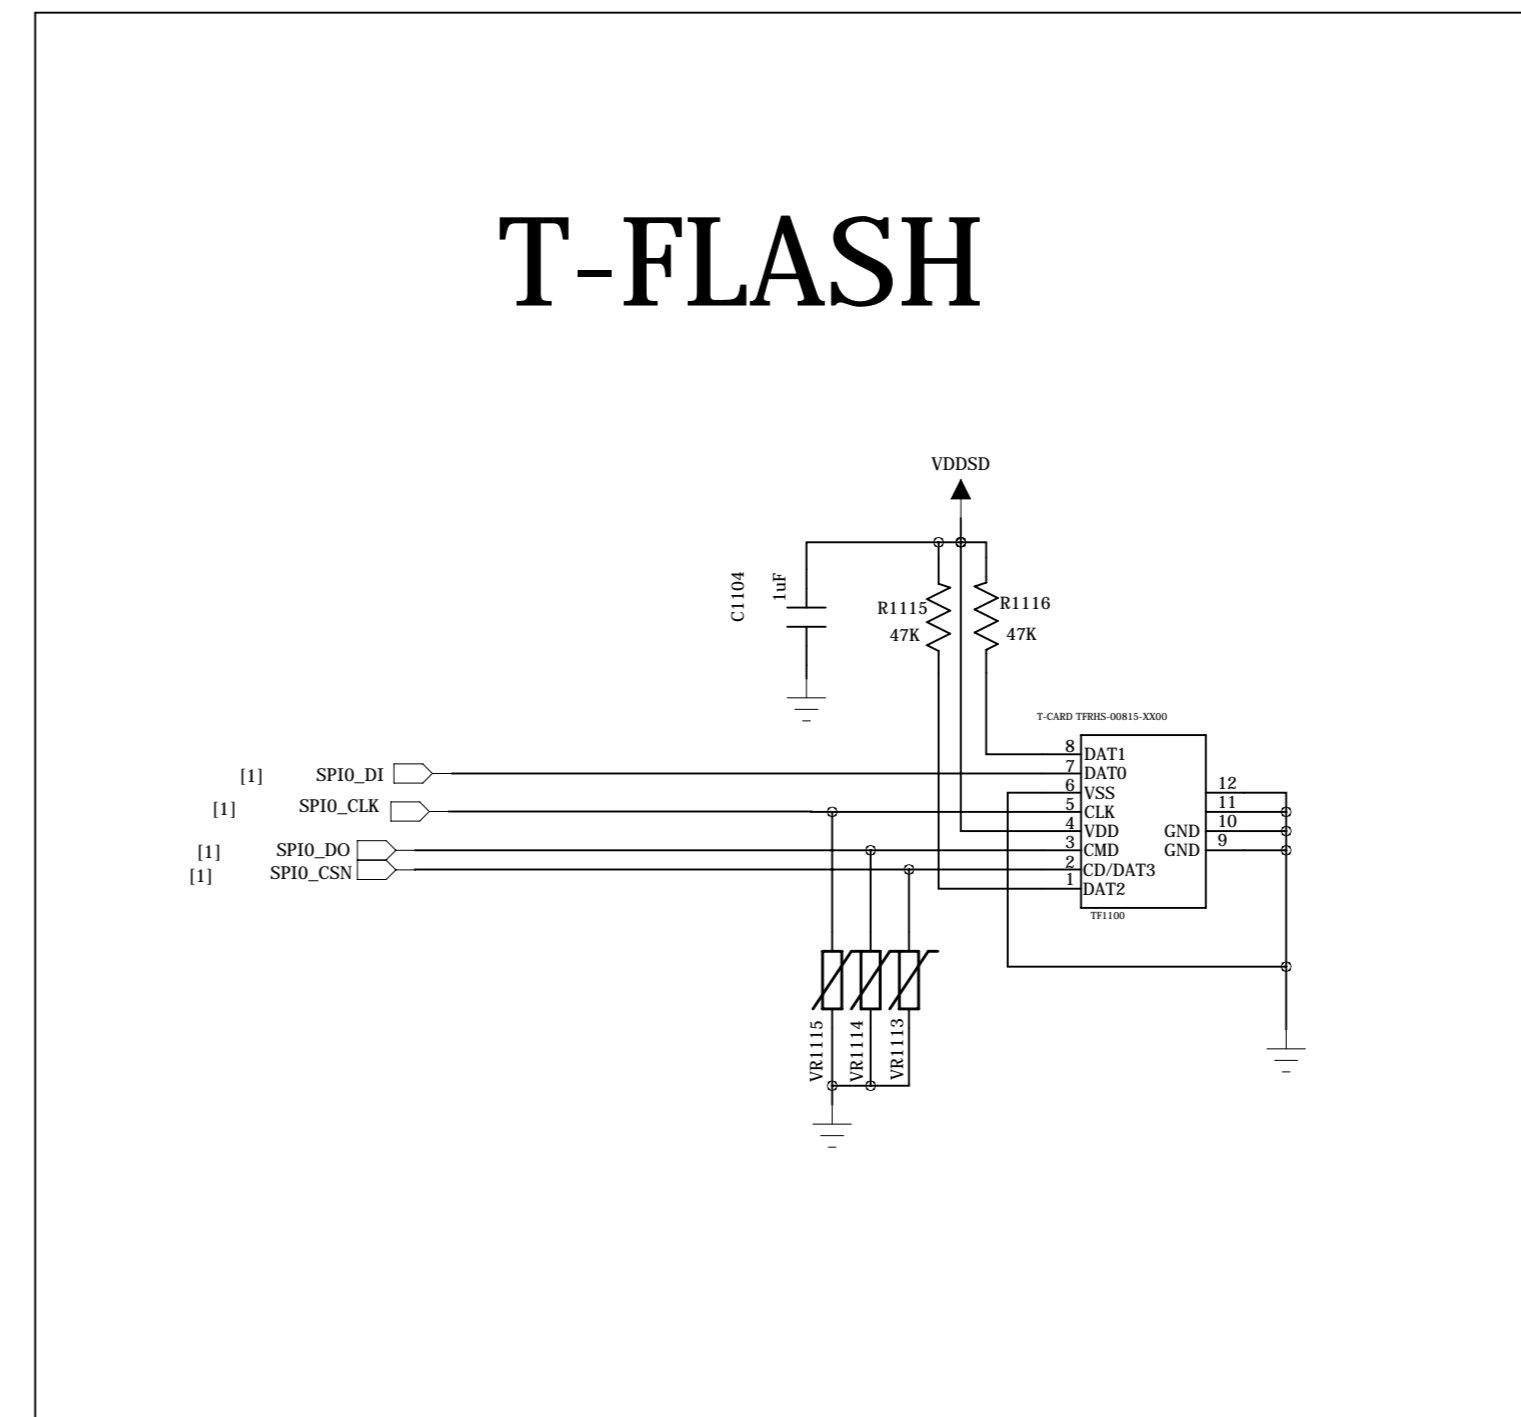 T-FLASH
VDDSD
C1104
1uF
R1115
47K
R1116
47K
T-CARD TFRHS-00815-XX00
8 DAT1
[1] SPI0_DI 7 DAT0
6 VSS 12
[1] SPI0_CLK 5 CLK 11
4 VDD GND 10
[1] SPI0_DO 3 CMD GND 9
[1] SPI0_CSN 2 CD/DAT3
1 DAT2
TF1100
VR1115
VR1114
VR1113